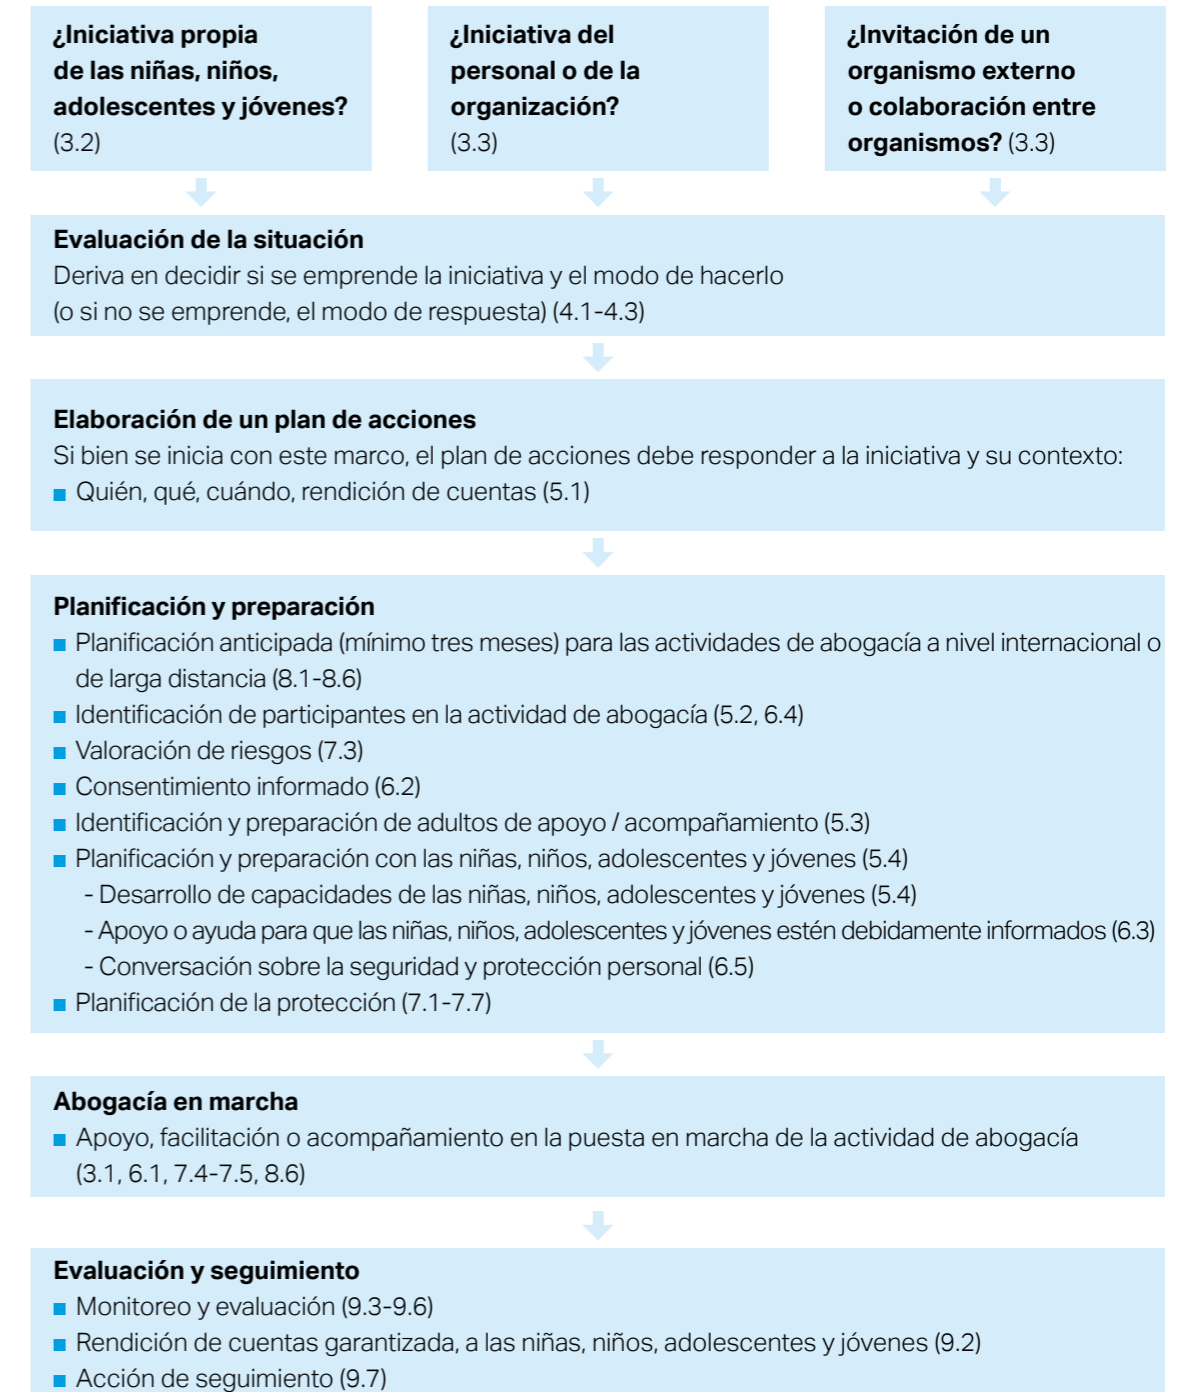 ¿Iniciativa propia
de las niñas, niños,
adolescentes y jóvenes?
(3.2)
¿Iniciativa del
personal o de la
organización?
(3.3)
¿Invitación de un
organismo externo
o colaboración entre
organismos? (3.3)
Evaluación de la situación
Deriva en decidir si se emprende la iniciativa y el modo de hacerlo
(o si no se emprende, el modo de respuesta) (4.1-4.3)
Elaboración de un plan de acciones
Si bien se inicia con este marco, el plan de acciones debe responder a la iniciativa y su contexto:
■ Quién, qué, cuándo, rendición de cuentas (5.1)
Planificación y preparación
■ Planificación anticipada (mínimo tres meses) para las actividades de abogacía a nivel internacional o
de larga distancia (8.1-8.6)
■ Identificación de participantes en la actividad de abogacía (5.2, 6.4)
■ Valoración de riesgos (7.3)
■ Consentimiento informado (6.2)
■ Identificación y preparación de adultos de apoyo / acompañamiento (5.3)
■ Planificación y preparación con las niñas, niños, adolescentes y jóvenes (5.4)
- Desarrollo de capacidades de las niñas, niños, adolescentes y jóvenes (5.4)
- Apoyo o ayuda para que las niñas, niños, adolescentes y jóvenes estén debidamente informados (6.3)
- Conversación sobre la seguridad y protección personal (6.5)
■ Planificación de la protección (7.1-7.7)
Abogacía en marcha
■ Apoyo, facilitación o acompañamiento en la puesta en marcha de la actividad de abogacía
(3.1, 6.1, 7.4-7.5, 8.6)
Evaluación y seguimiento
■ Monitoreo y evaluación (9.3-9.6)
■ Rendición de cuentas garantizada, a las niñas, niños, adolescentes y jóvenes (9.2)
■ Acción de seguimiento (9.7)